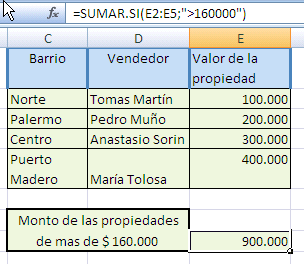 fx =SUMAR.SI(E2:E5;">160000")
C D E
Barrio Vendedor Valor de la
propiedad
Norte Tomas Martín 100.000
Palermo Pedro Muño 200.000
Centro Anastasio Sorin 300.000
Puerto 400.000
Madero María Tolosa
Monto de las propiedades
de mas de $ 160.000 900.000